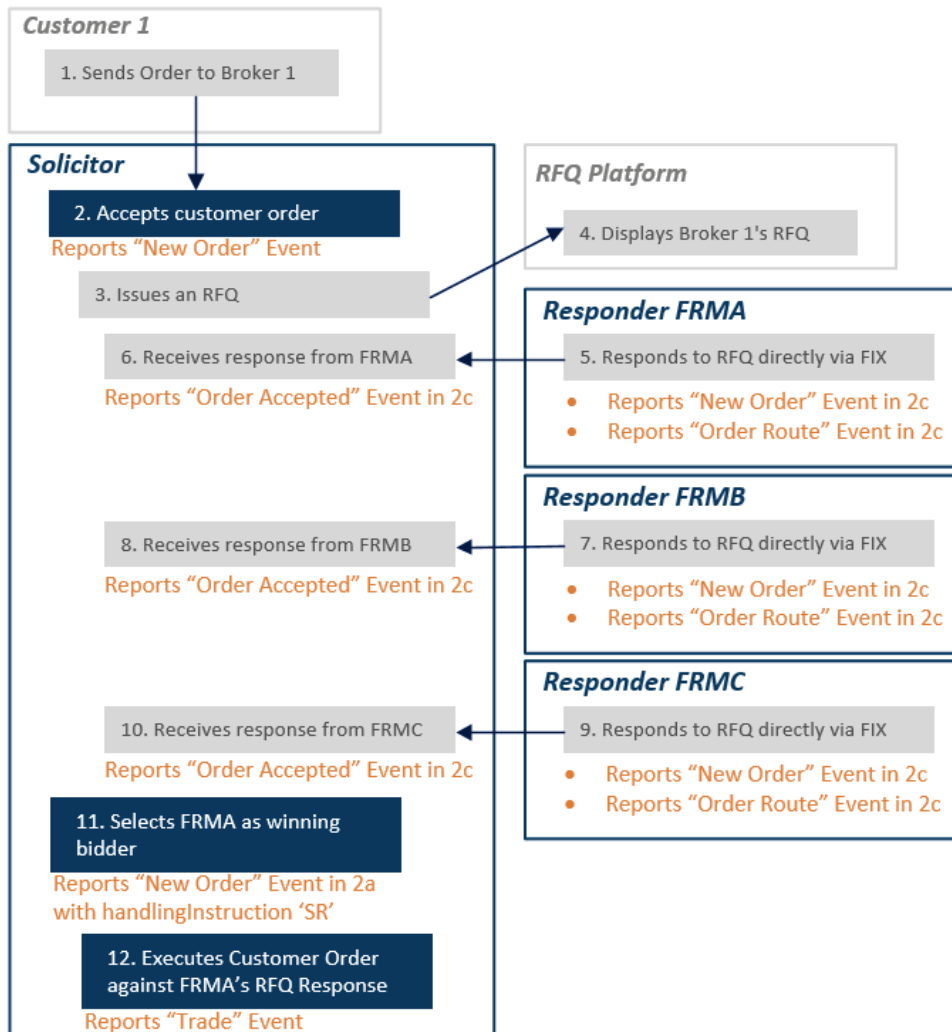 Customer 1
1. Sends Order to Broker 1
Solicitor
2. Accepts customer order
Reports “New Order” Event
3. Issues an RFQ
RFQ Platform
4. Displays Broker 1's RFQ
Responder FRMA
5. Responds to RFQ directly via FIX
• Reports “New Order” Event in 2c
• Reports “Order Route” Event in 2c
6. Receives response from FRMA
Reports “Order Accepted” Event in 2c
Responder FRMB
7. Responds to RFQ directly via FIX
• Reports “New Order” Event in 2c
• Reports “Order Route” Event in 2c
8. Receives response from FRMB
Reports “Order Accepted” Event in 2c
Responder FRMC
9. Responds to RFQ directly via FIX
• Reports “New Order” Event in 2c
• Reports “Order Route” Event in 2c
10. Receives response from FRMC
Reports “Order Accepted” Event in 2c
11. Selects FRMA as winning
bidder
Reports “New Order” Event in 2a
with handlingInstruction ‘SR’
12. Executes Customer Order
against FRMA’s RFQ Response
Reports “Trade” Event